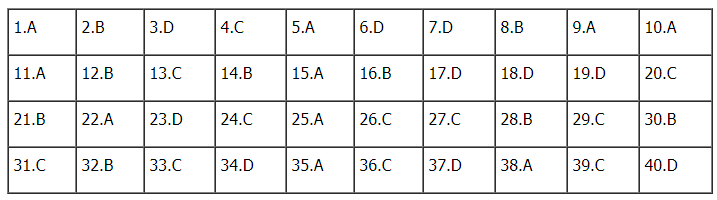 1.A 2.B 3.D 4.C 5.A 6.D 7.D 8.B 9.A 10.A
11.A 12.B 13.C 14.B 15.A 16.B 17.D 18.D 19.D 20.C
21.B 22.A 23.D 24.C 25.A 26.C 27.C 28.B 29.C 30.B
31.C 32.B 33.C 34.D 35.A 36.C 37.D 38.A 39.C 40.D